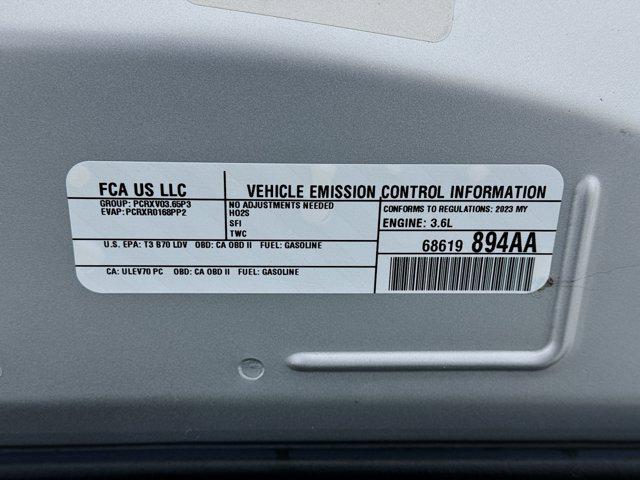 FCA US LLC
GROUP: PCRXV03.65P3
EVAP: PCRXR0168PP2
VEHICLE EMISSION CONTROL INFORMATION
NO ADJUSTMENTS NEEDED
HO2S
SFI
TWC
CONFORMS TO REGULATIONS: 2023 MY
ENGINE: 3.6L
U.S. EPA: T3 B70 LDV OBD: CA OBD II FUEL: GASOLINE
68619 894AA
CA: ULEV70 PC OBD: CA OBD II FUEL: GASOLINE